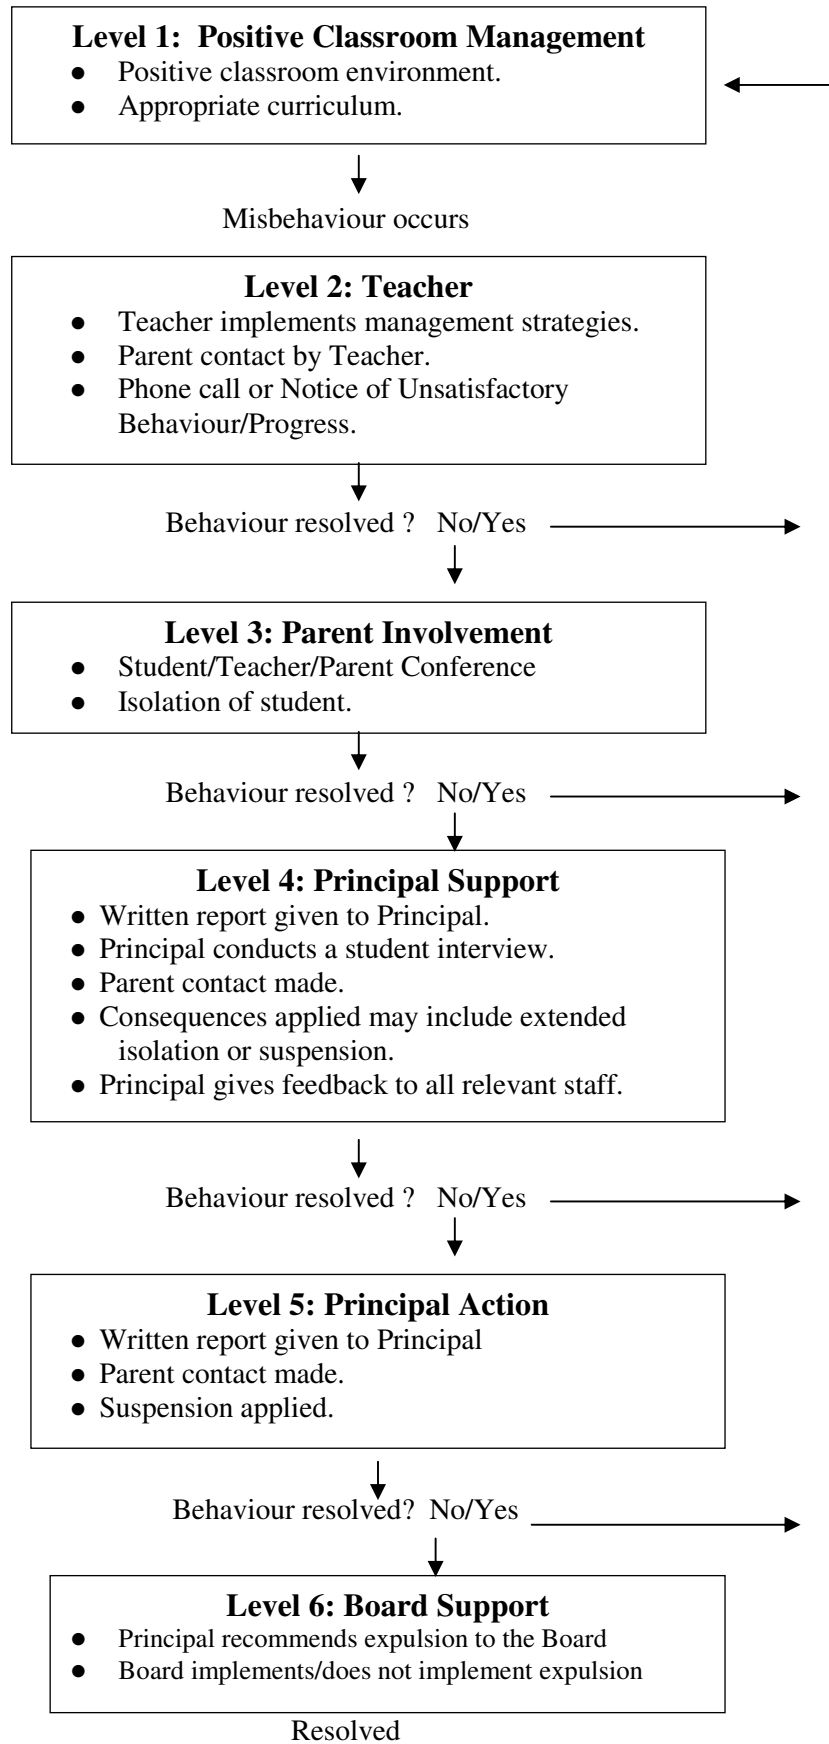 Level 1:  Positive Classroom Management
● Positive classroom environment.
● Appropriate curriculum.
Misbehaviour occurs
Level 2: Teacher
● Teacher implements management strategies.
● Parent contact by Teacher.
● Phone call or Notice of Unsatisfactory
Behaviour/Progress.
Behaviour resolved ?   No/Yes
Level 3: Parent Involvement
● Student/Teacher/Parent Conference
● Isolation of student.
Behaviour resolved ?   No/Yes
Level 4: Principal Support
● Written report given to Principal.
● Principal conducts a student interview.
● Parent contact made.
● Consequences applied may include extended
isolation or suspension.
● Principal gives feedback to all relevant staff.
Behaviour resolved ?   No/Yes
Level 5: Principal Action
● Written report given to Principal
● Parent contact made.
● Suspension applied.
Behaviour resolved?  No/Yes
Level 6: Board Support
● Principal recommends expulsion to the Board
● Board implements/does not implement expulsion
Resolved